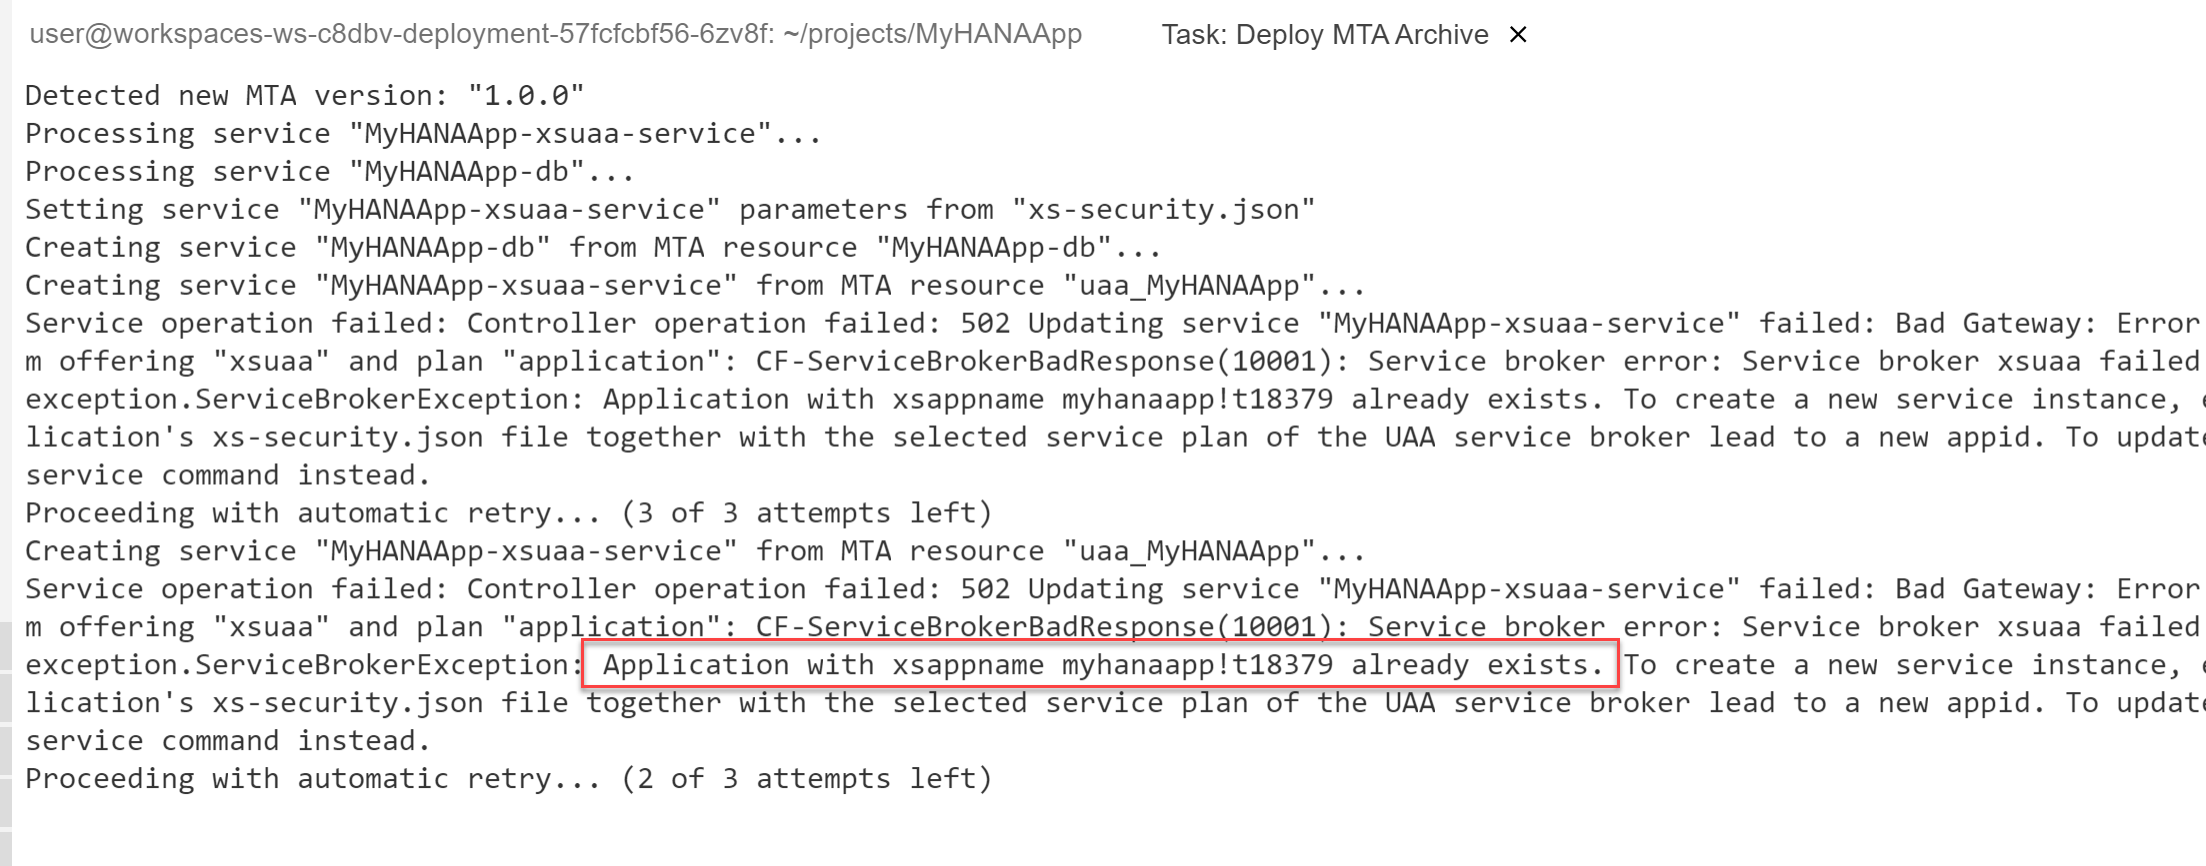 user@workspaces-ws-c8dbv-deployment-57fcfcbf56-6zv8f: ~/projects/MyHANAApp Task: Deploy MTA Archive ×
Detected new MTA version: "1.0.0"
Processing service "MyHANAApp-xsuaa-service"...
Processing service "MyHANAApp-db"...
Setting service "MyHANAApp-xsuaa-service" parameters from "xs-security.json"
Creating service "MyHANAApp-db" from MTA resource "MyHANAApp-db"...
Creating service "MyHANAApp-xsuaa-service" from MTA resource "uaa_MyHANAApp"...
Service operation failed: Controller operation failed: 502 Updating service "MyHANAApp-xsuaa-service" failed: Bad Gateway: Error
m offering "xsuaa" and plan "application": CF-ServiceBrokerBadResponse(10001): Service broker error: Service broker xsuaa failed
exception.ServiceBrokerException: Application with xsappname myhanaapp!t18379 already exists. To create a new service instance,
lication's xs-security.json file together with the selected service plan of the UAA service broker lead to a new appid. To update
service command instead.
Proceeding with automatic retry... (3 of 3 attempts left)
Creating service "MyHANAApp-xsuaa-service" from MTA resource "uaa_MyHANAApp"...
Service operation failed: Controller operation failed: 502 Updating service "MyHANAApp-xsuaa-service" failed: Bad Gateway: Error
m offering "xsuaa" and plan "application": CF-ServiceBrokerBadResponse(10001): Service broker error: Service broker xsuaa failed
exception.ServiceBrokerException: Application with xsappname myhanaapp!t18379 already exists. To create a new service instance,
lication's xs-security.json file together with the selected service plan of the UAA service broker lead to a new appid. To update
service command instead.
Proceeding with automatic retry... (2 of 3 attempts left)